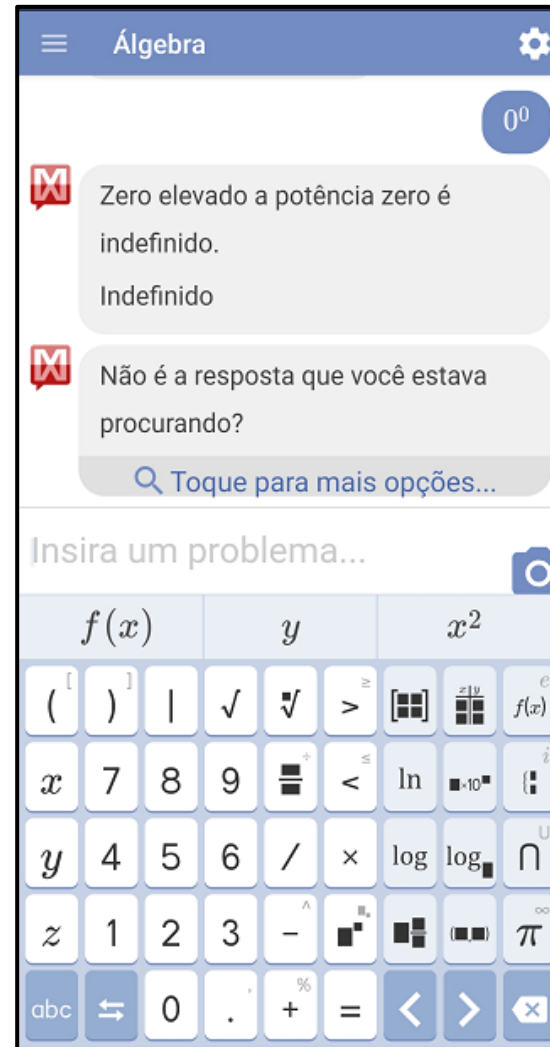 Álgebra
0⁰
Zero elevado a potência zero é
indefinido.
Indefinido
Não é a resposta que você estava
procurando?
Toque para mais opções...
Insira um problema...
f(x) y x²
( [ ) ] | √ ■√ > ≥ [■■] x|y f(x) e
x 7 8 9 ÷ < ≤ ln ■×10■ { i
y 4 5 6 / × log log■ ∩ U
z 1 2 3 − ^ ■■ ■■ ■■/■ (■,■) π ∞
abc ⇆ 0 . , + % = < > ×